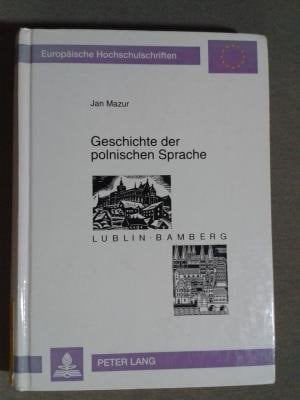 Europäische Hochschulschriften
Jan Mazur
Geschichte der
polnischen Sprache
LUBLIN · BAMBERG
PETER LANG